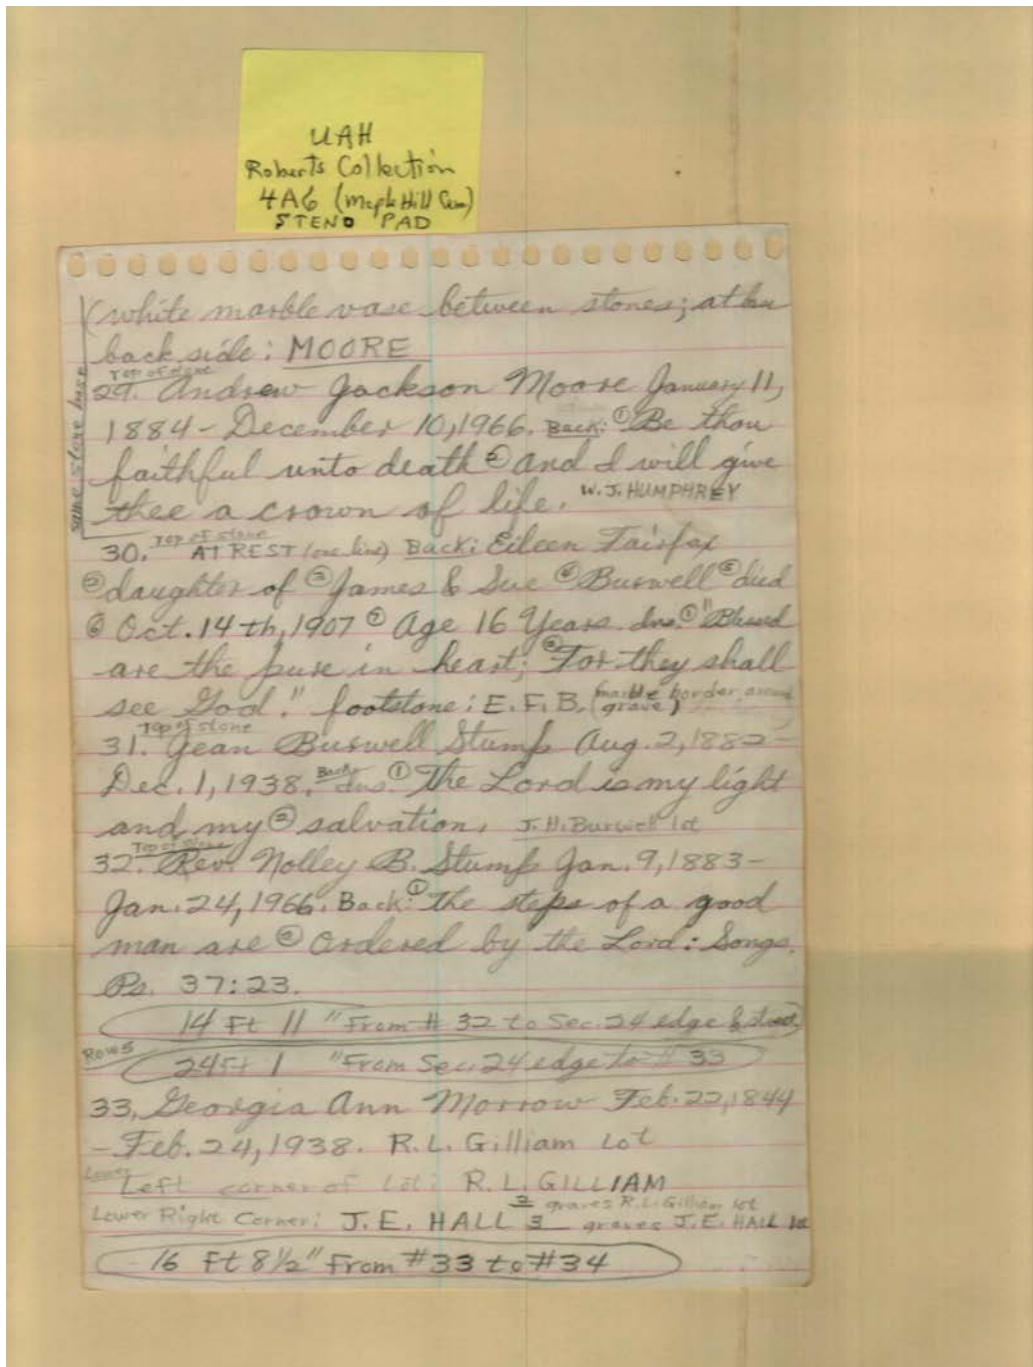 UAH
Roberts Collection
4A6 (Maple Hill Cem)
STENO PAD
(white marble vase between stones; at
back side: MOORE
same stone base
Top of stone
29. Andrew Jackson Moore January 11,
1884 - December 10, 1966. Back: ① Be thou
faithful unto death ② and I will give
thee a crown of life. W.J. HUMPHREY
Top of stone
30. AT REST (one line) Back: Eileen Fairfax
② daughter of ③ James & Sue ④ Burwell ⑤ died
⑥ Oct. 14th, 1907 ⑦ Age 16 Years. Ins. ① "Blessed
are the pure in heart; ② For they shall
see God." footstone: E.F.B. (marble border around
grave)
Top of stone
31. Jean Burwell Stump Aug. 2, 1882 -
Dec. 1, 1938. Back: Ins. ① The Lord is my light
and my ② salvation. J.H. Burwell lot
Top of stone
32. Rev. Nolley B. Stump Jan. 9, 1883 -
Jan. 24, 1966. Back: ① The steps of a good
man are ② Ordered by the Lord: Songs.
Ps. 37:23.
14 Ft 11 " From # 32 to Sec. 24 edge & street
Rows
24 Ft 1 " From Sec. 24 edge to # 33
33. Georgia Ann Morrow Feb. 22, 1844
- Feb. 24, 1938. R.L. Gilliam Lot
Lower
Left corner of Lot: R.L. GILLIAM
graves R.L. Gilliam lot
Lower Right Corner: J.E. HALL 3 graves J.E. HALL lot
16 Ft 8½" From #33 to #34